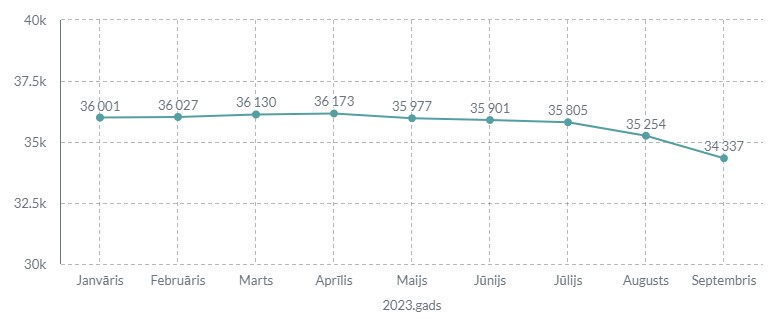 40k
37.5k
35k
32.5k
30k
36 001
36 027
36 130
36 173
35 977
35 901
35 805
35 254
34 337
Janvāris
Februāris
Marts
Aprīlis
Maijs
Jūnijs
Jūlijs
Augusts
Septembris
2023.gads